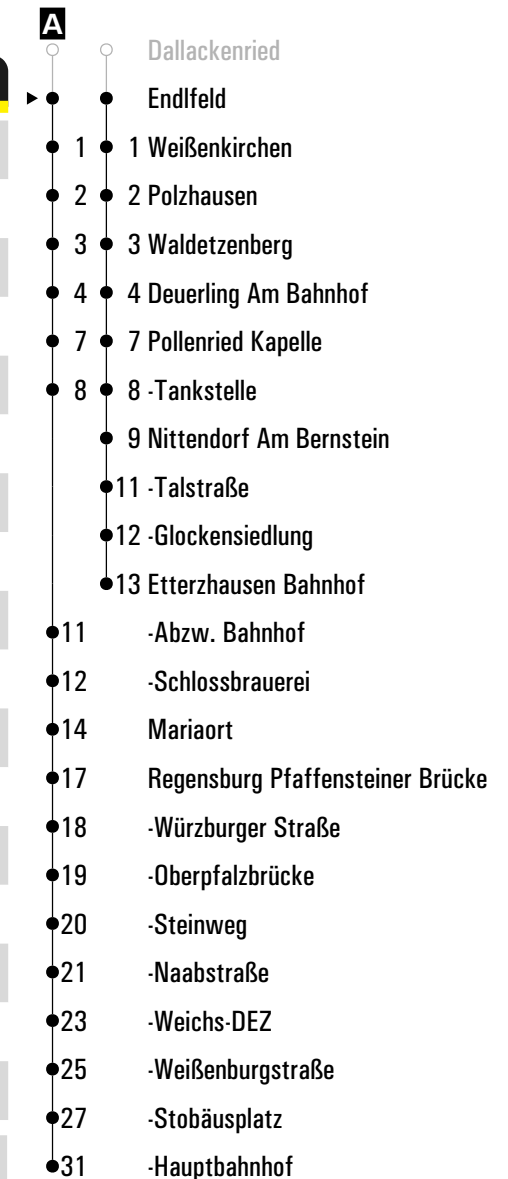 A
Dallackenried
Endlfeld
1 1 Weißenkirchen
2 2 Polzhausen
3 3 Waldetzenberg
4 4 Deuerling Am Bahnhof
7 7 Pollenried Kapelle
8 8 -Tankstelle
9 Nittendorf Am Bernstein
11 -Talstraße
12 -Glockensiedlung
13 Etterzhausen Bahnhof
11 -Abzw. Bahnhof
12 -Schlossbrauerei
14 Mariaort
17 Regensburg Pfaffensteiner Brücke
18 -Würzburger Straße
19 -Oberpfalzbrücke
20 -Steinweg
21 -Naabstraße
23 -Weichs-DEZ
25 -Weißenburgstraße
27 -Stobäusplatz
31 -Hauptbahnhof